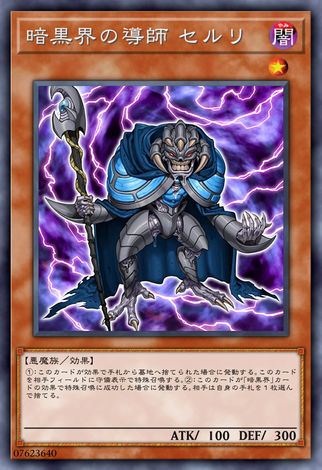 暗黒界の導師 セルリ
やみ
闇
【悪魔族／効果】
①:このカードが効果で手札から墓地へ捨てられた場合に発動する。このカード
を相手フィールドに守備表示で特殊召喚する。②:このカードが「暗黒界」カー
ドの効果で特殊召喚に成功した場合に発動する。相手は自身の手札を１枚選ん
で捨てる。
ATK/ 100 DEF/ 300
07623640